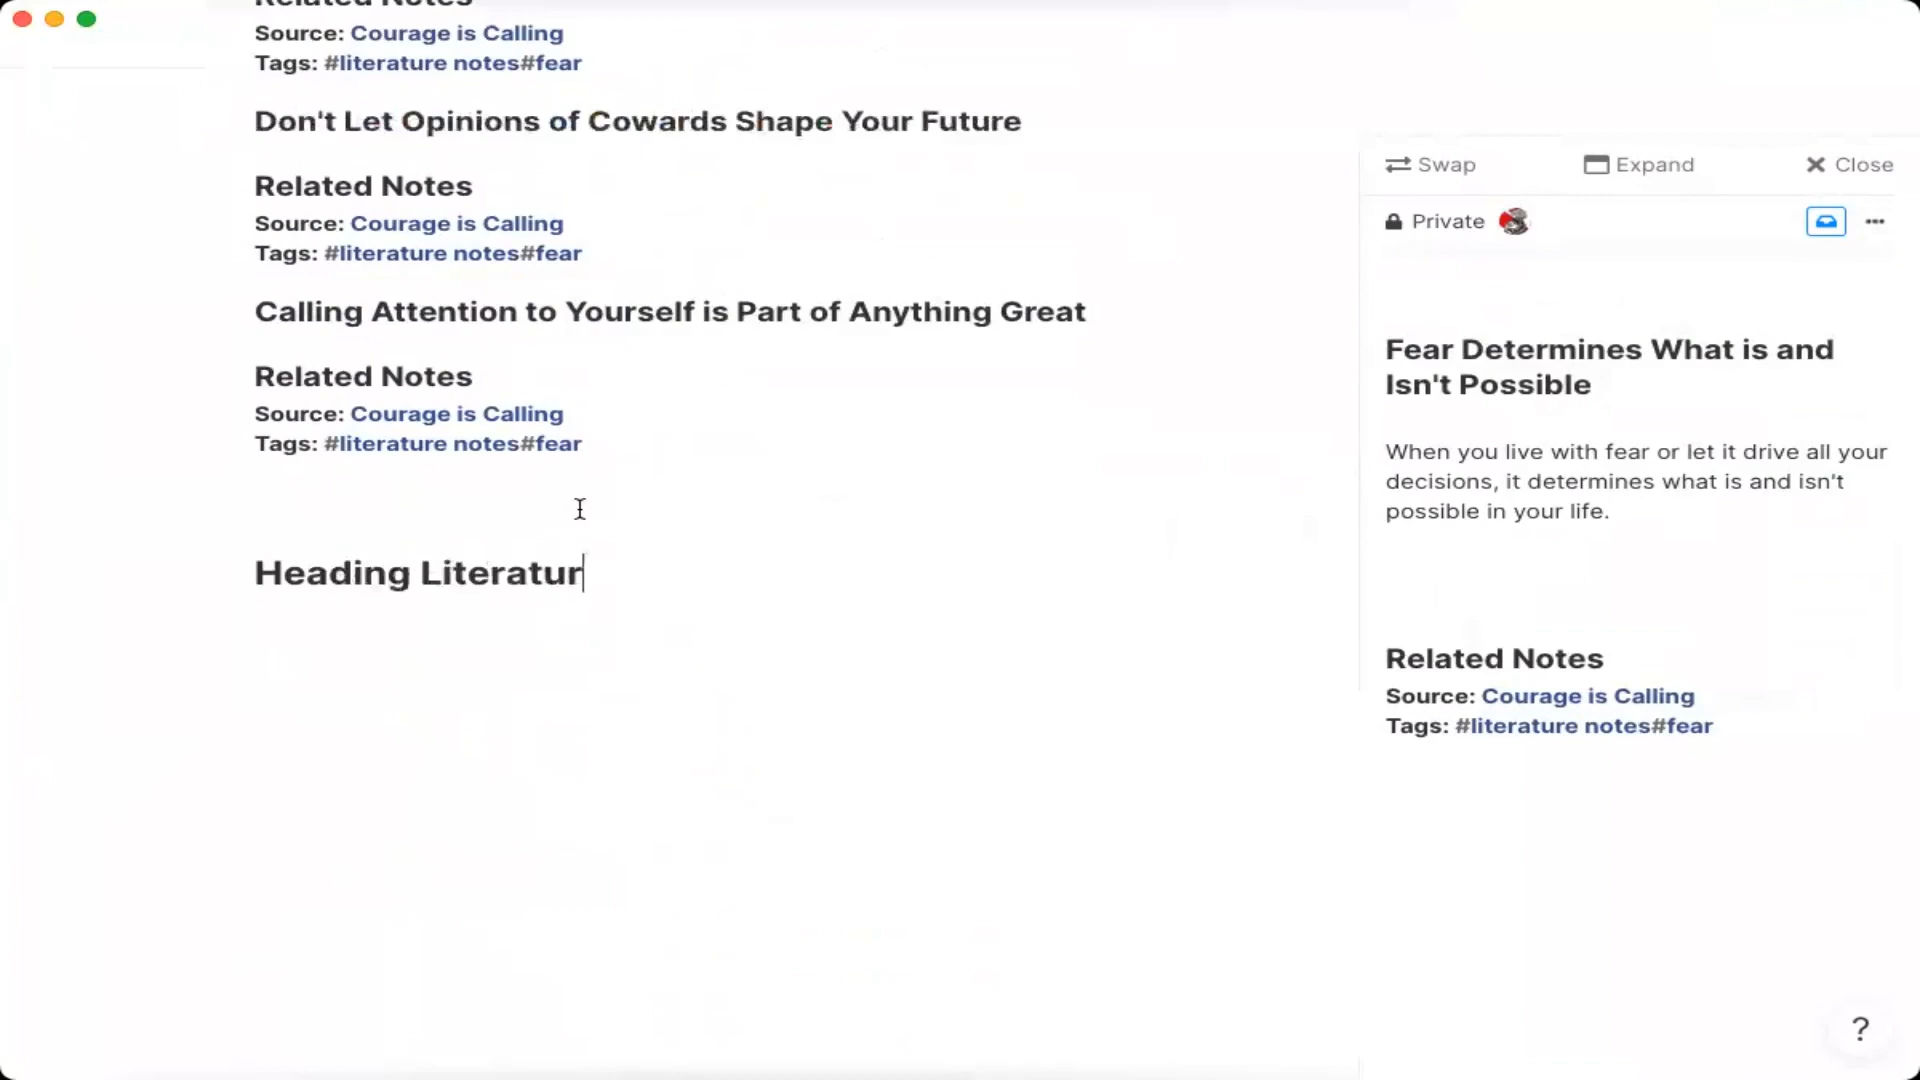 Related Notes
Source: Courage is Calling
Tags: #literature notes#fear
Don't Let Opinions of Cowards Shape Your Future
Related Notes
Source: Courage is Calling
Tags: #literature notes#fear
Calling Attention to Yourself is Part of Anything Great
Related Notes
Source: Courage is Calling
Tags: #literature notes#fear
Heading Literatur
Swap Expand Close
Private
Fear Determines What is and
Isn't Possible
When you live with fear or let it drive all your
decisions, it determines what is and isn't
possible in your life.
Related Notes
Source: Courage is Calling
Tags: #literature notes#fear
?